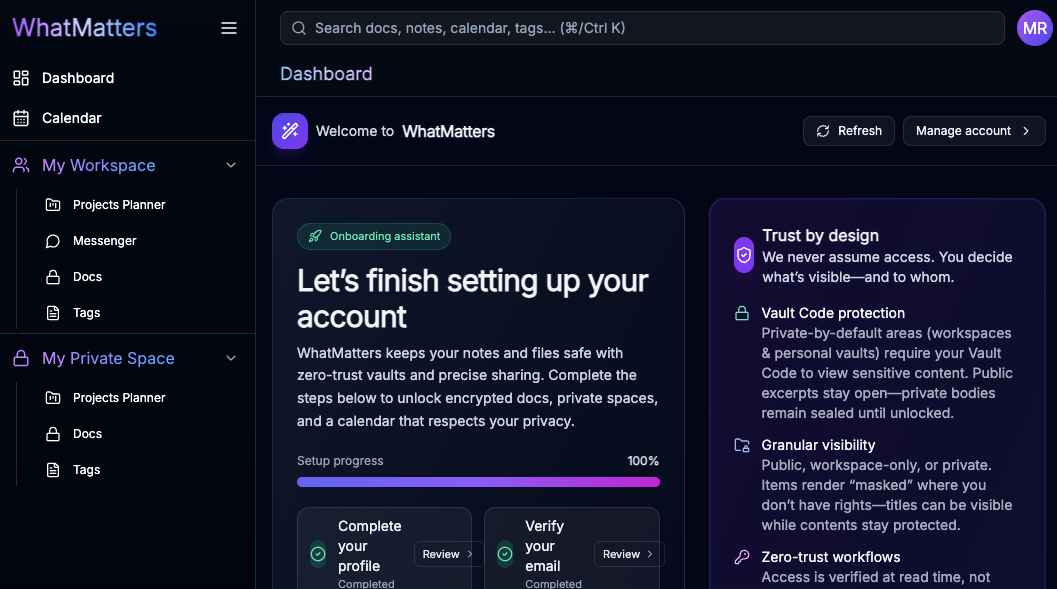 WhatMatters
Search docs, notes, calendar, tags... (⌘/Ctrl K)
MR
Dashboard
Calendar
My Workspace
Projects Planner
Messenger
Docs
Tags
My Private Space
Projects Planner
Docs
Tags
Dashboard
Welcome to WhatMatters
Refresh
Manage account
Onboarding assistant
Let’s finish setting up your
account
WhatMatters keeps your notes and files safe with
zero-trust vaults and precise sharing. Complete the
steps below to unlock encrypted docs, private spaces,
and a calendar that respects your privacy.
Setup progress
100%
Complete
your
profile
Completed
Review
Verify
your
email
Completed
Review
Trust by design
We never assume access. You decide
what’s visible—and to whom.
Vault Code protection
Private-by-default areas (workspaces
& personal vaults) require your Vault
Code to view sensitive content. Public
excerpts stay open—private bodies
remain sealed until unlocked.
Granular visibility
Public, workspace-only, or private.
Items render “masked” where you
don’t have rights—titles can be visible
while contents stay protected.
Zero-trust workflows
Access is verified at read time, not